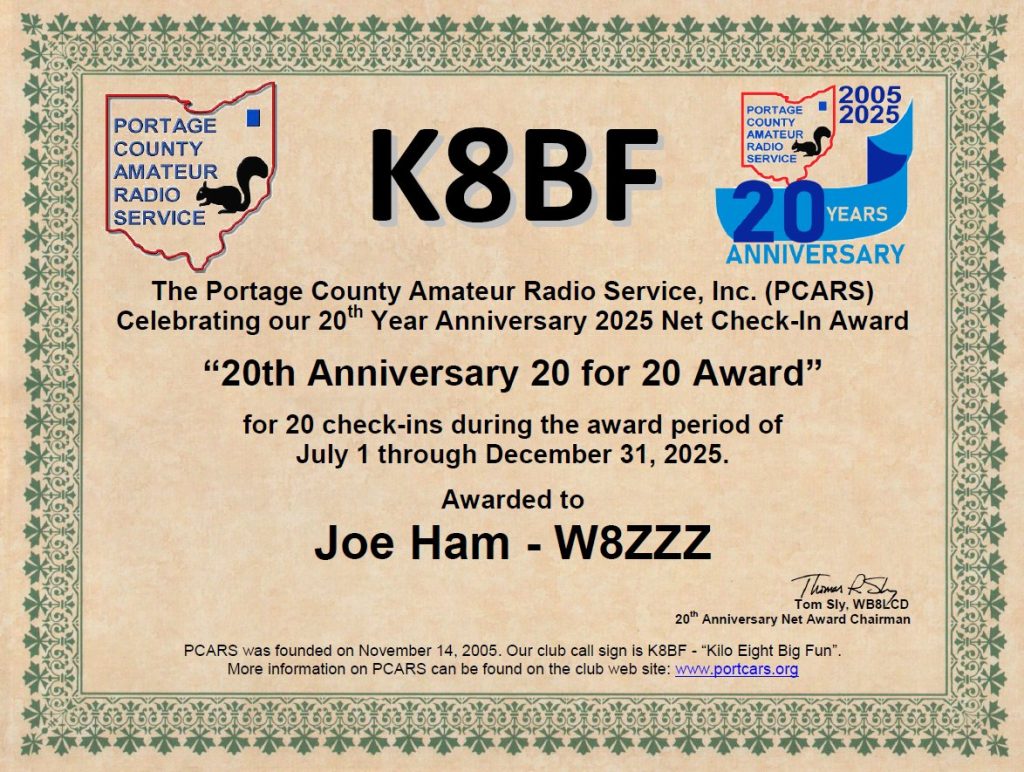 PORTAGE
COUNTY
AMATEUR
RADIO
SERVICE
K8BF
PORTAGE
COUNTY
AMATEUR
RADIO
SERVICE
2005
2025
20 YEARS
ANNIVERSARY
The Portage County Amateur Radio Service, Inc. (PCARS)
Celebrating our 20th Year Anniversary 2025 Net Check-In Award
“20th Anniversary 20 for 20 Award”
for 20 check-ins during the award period of
July 1 through December 31, 2025.
Awarded to
Joe Ham - W8ZZZ
Thomas R. Sly
Tom Sly, WB8LCD
20th Anniversary Net Award Chairman
PCARS was founded on November 14, 2005. Our club call sign is K8BF - “Kilo Eight Big Fun”.
More information on PCARS can be found on the club web site: www.portcars.org